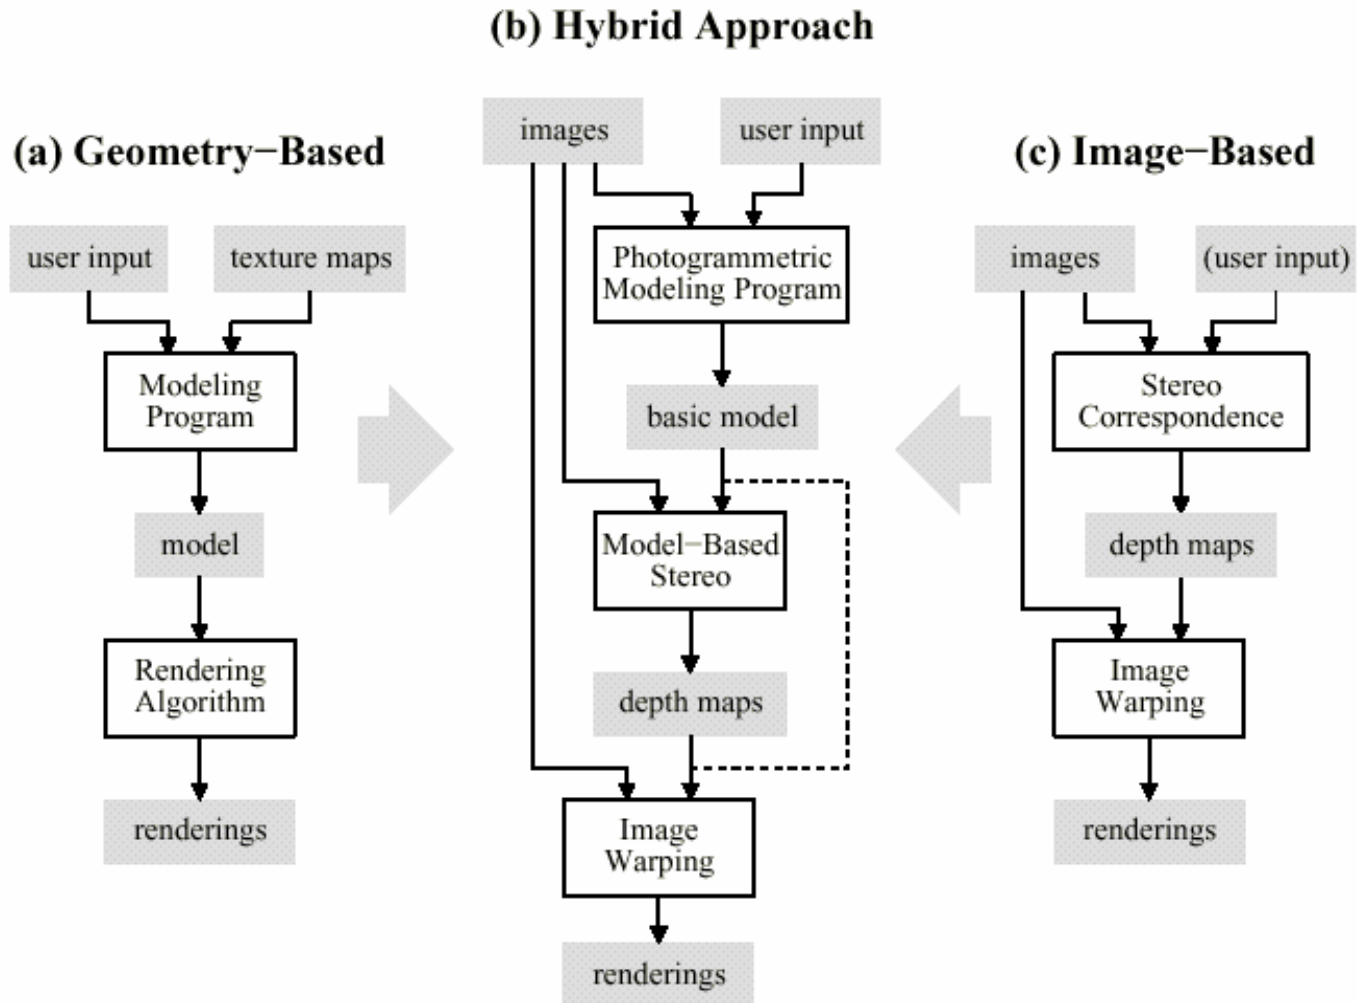 (b) Hybrid Approach
images
user input
Photogrammetric
Modeling Program
basic model
Model−Based
Stereo
depth maps
Image
Warping
renderings
(a) Geometry−Based
user input
texture maps
Modeling
Program
model
Rendering
Algorithm
renderings
(c) Image−Based
images
(user input)
Stereo
Correspondence
depth maps
Image
Warping
renderings